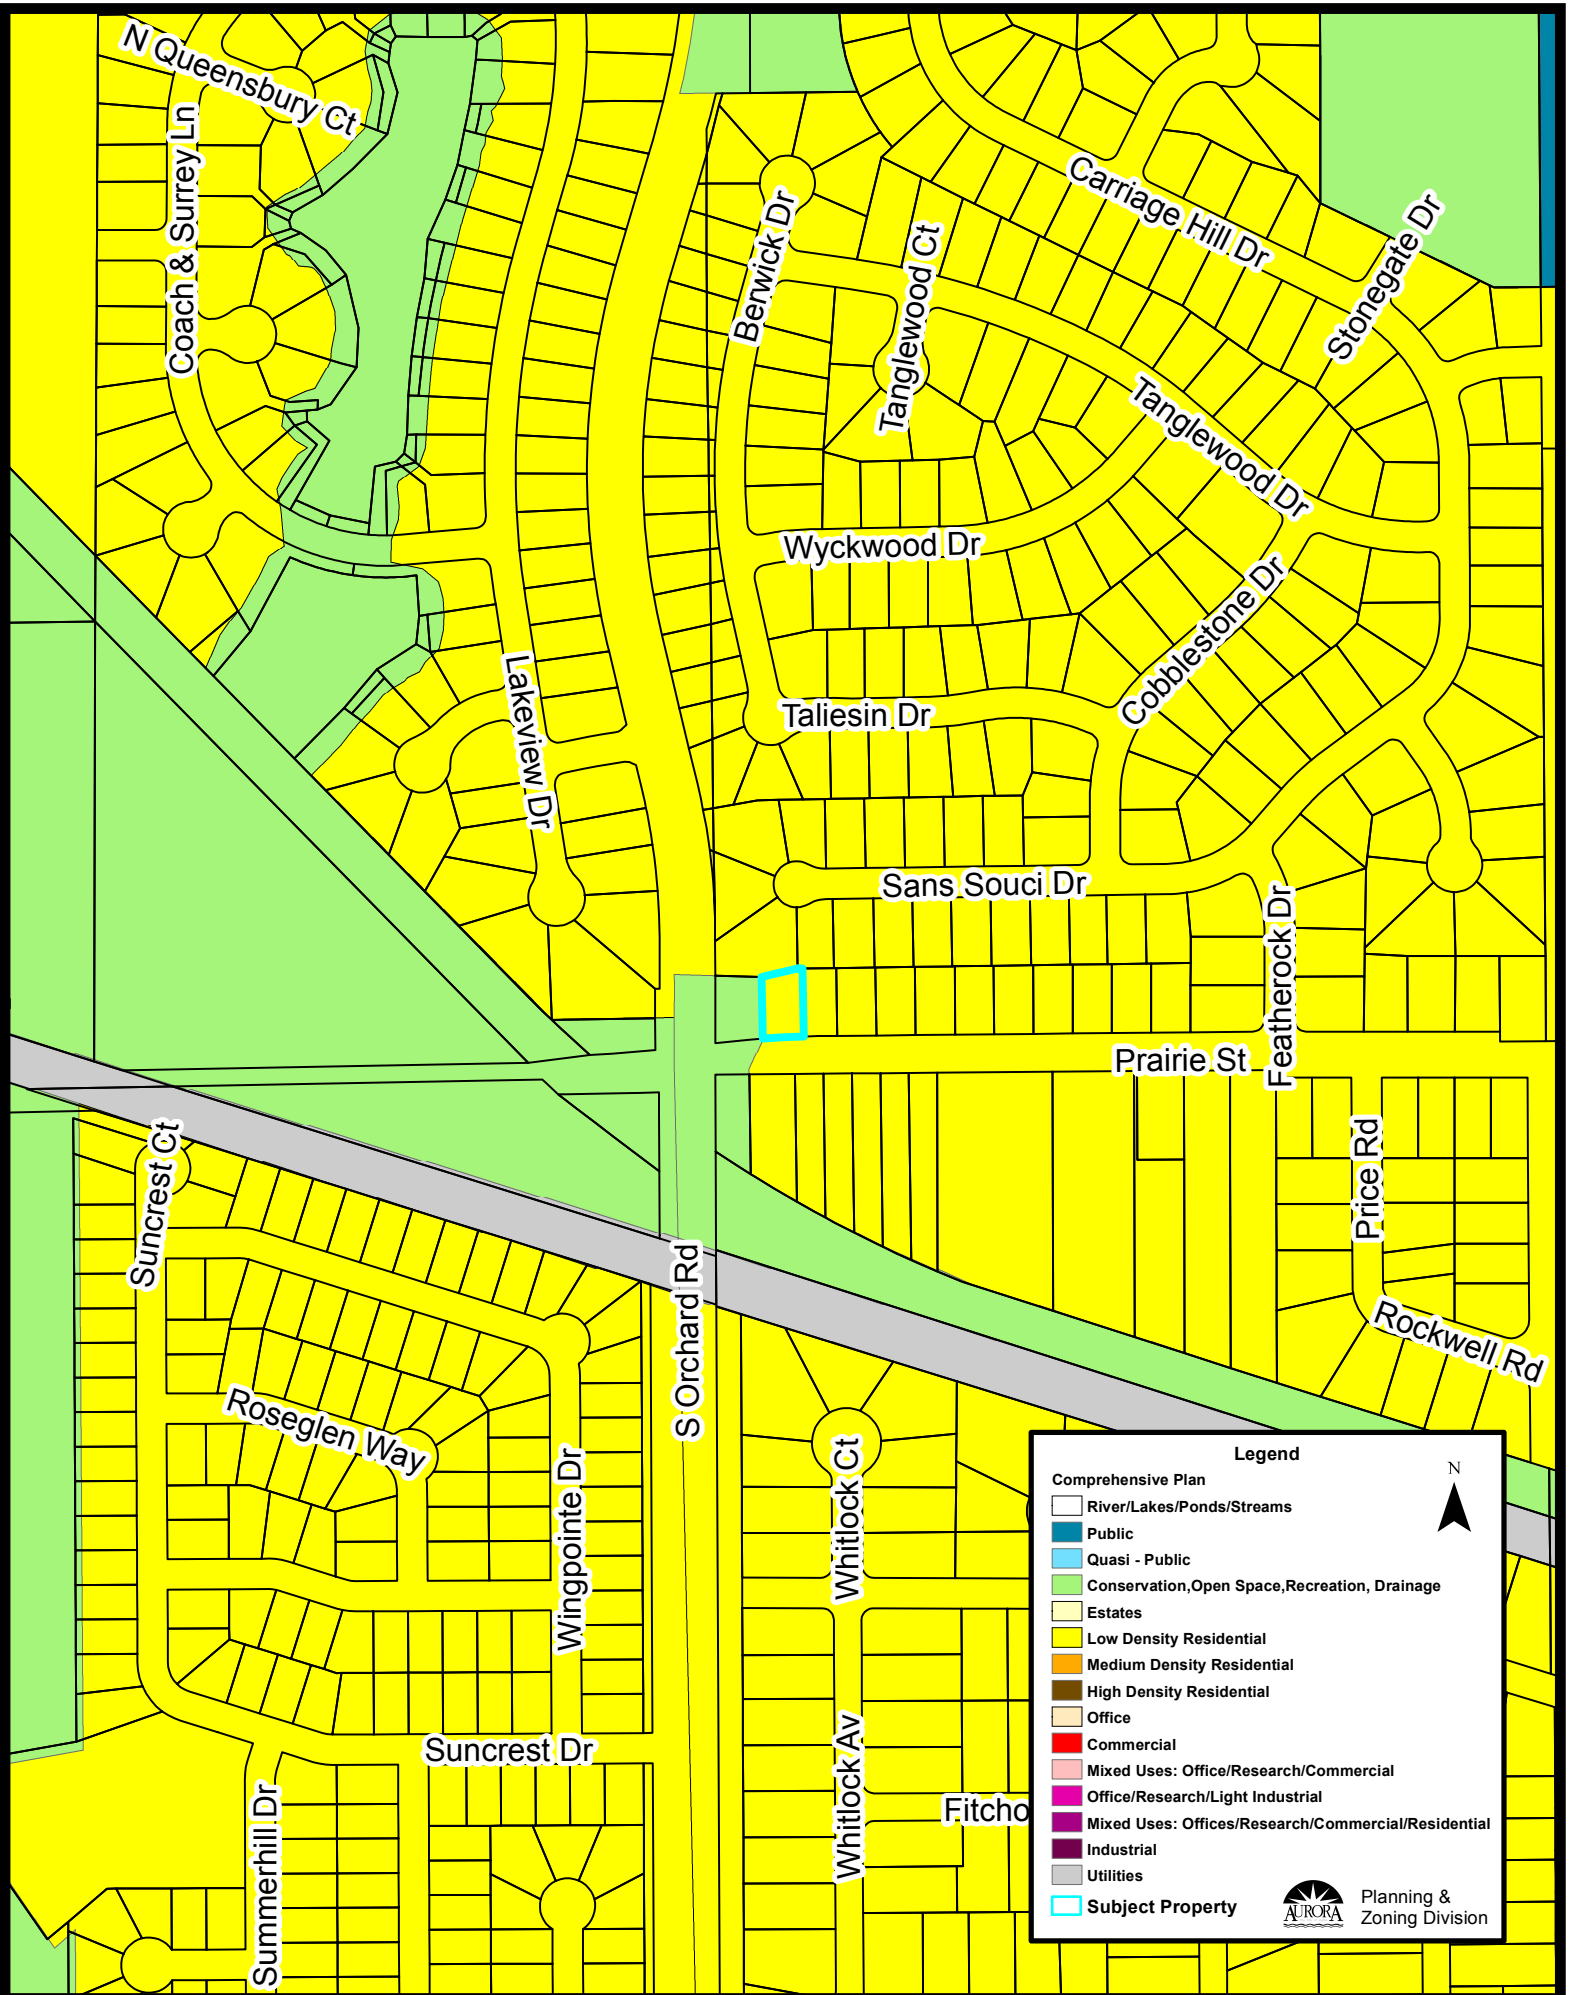 N Queensbury Ct
Coach & Surrey Ln
Berwick Dr
Tanglewood Ct
Carriage Hill Dr
Stonegate Dr
Tanglewood Dr
Wyckwood Dr
Cobblestone Dr
Lakeview Dr
Taliesin Dr
Sans Souci Dr
Featherock Dr
Prairie St
Suncrest Ct
Price Rd
S Orchard Rd
Rockwell Rd
Roseglen Way
Wingpointe Dr
Whitlock Ct
Suncrest Dr
Whitlock Av
Summerhill Dr
Fitcho
Legend
N
Comprehensive Plan
River/Lakes/Ponds/Streams
Public
Quasi - Public
Conservation,Open Space,Recreation, Drainage
Estates
Low Density Residential
Medium Density Residential
High Density Residential
Office
Commercial
Mixed Uses: Office/Research/Commercial
Office/Research/Light Industrial
Mixed Uses: Offices/Research/Commercial/Residential
Industrial
Utilities
Subject Property
AURORA
Planning &
Zoning Division